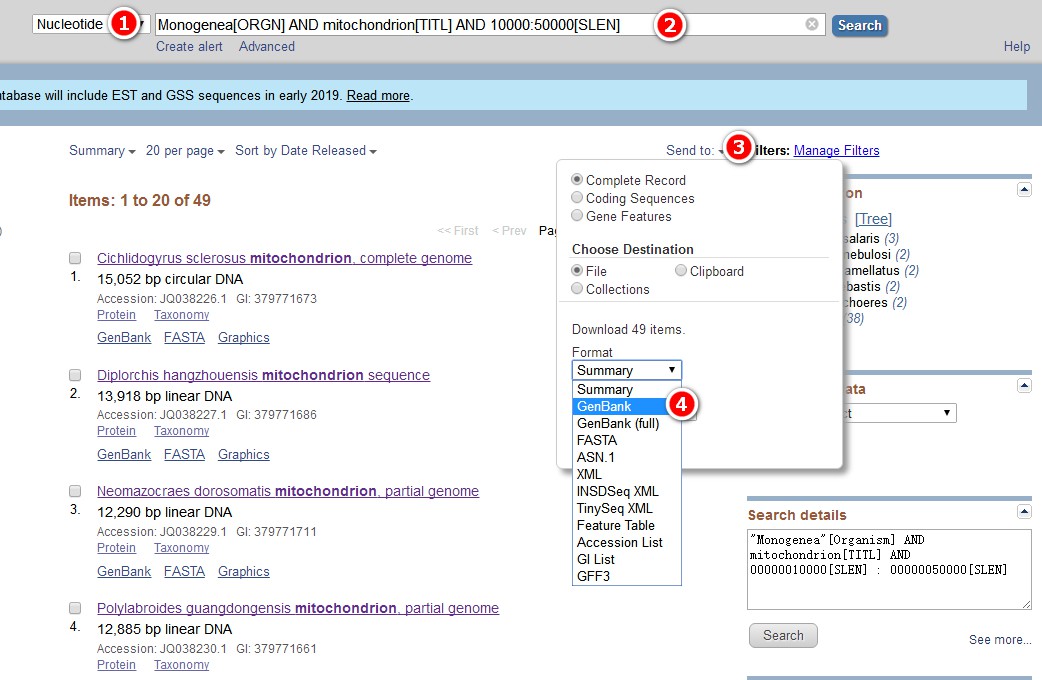 Nucleotide 1 Monogenea[ORGN] AND mitochondrion[TITL] AND 10000:50000[SLEN] 2 Search
Create alert Advanced Help
database will include EST and GSS sequences in early 2019. Read more.
Summary 20 per page Sort by Date Released Send to: 3 Filters: Manage Filters
Items: 1 to 20 of 49
<< First < Prev
1. Cichlidogyrus sclerosus mitochondrion, complete genome
15,052 bp circular DNA
Accession: JQ038226.1 GI: 379771673
Protein Taxonomy
GenBank FASTA Graphics
2. Diplorchis hangzhouensis mitochondrion sequence
13,918 bp linear DNA
Accession: JQ038227.1 GI: 379771686
Protein Taxonomy
GenBank FASTA Graphics
3. Neomazocraes dorosomatis mitochondrion, partial genome
12,290 bp linear DNA
Accession: JQ038229.1 GI: 379771711
Protein Taxonomy
GenBank FASTA Graphics
4. Polylabroides guangdongensis mitochondrion, partial genome
12,885 bp linear DNA
Accession: JQ038230.1 GI: 379771661
Protein Taxonomy
Complete Record
Coding Sequences
Gene Features
Choose Destination
File Clipboard
Collections
Download 49 items.
Format
Summary
Summary
GenBank 4
GenBank (full)
FASTA
ASN.1
XML
INSDSeq XML
TinySeq XML
Feature Table
Accession List
GI List
GFF3
[Tree]
salaris (3)
nebulosi (2)
(2)
(2)
(2)
38)
Search details
"Monogenea"[Organism] AND
mitochondrion[TITL] AND
00000010000[SLEN] : 00000050000[SLEN]
Search See more...